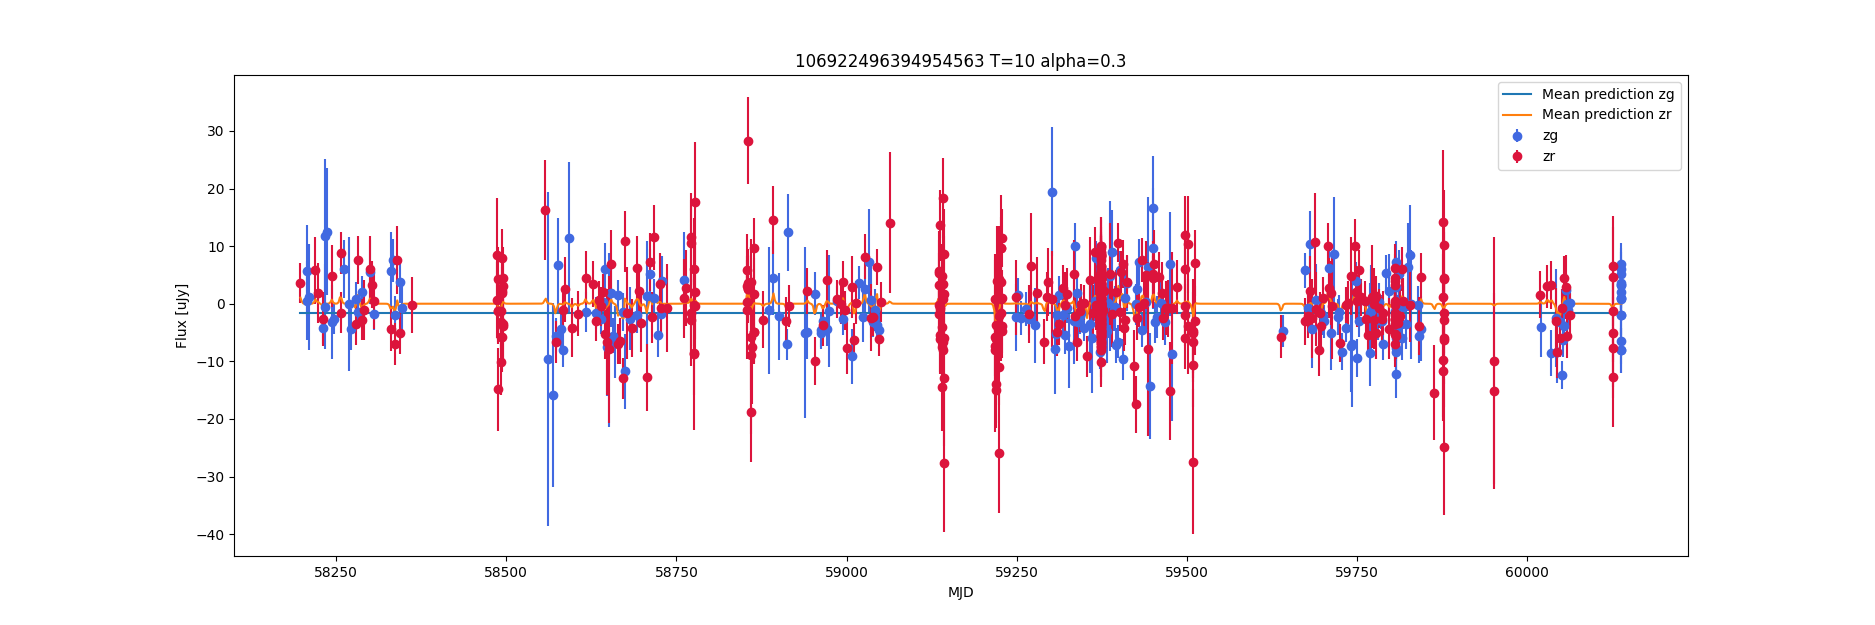 106922496394954563 T=10 alpha=0.3
Mean prediction zg
Mean prediction zr
zg
zr
30
20
10
0
−10
−20
−30
−40
Flux [uJy]
58250 58500 58750 59000 59250 59500 59750 60000
MJD